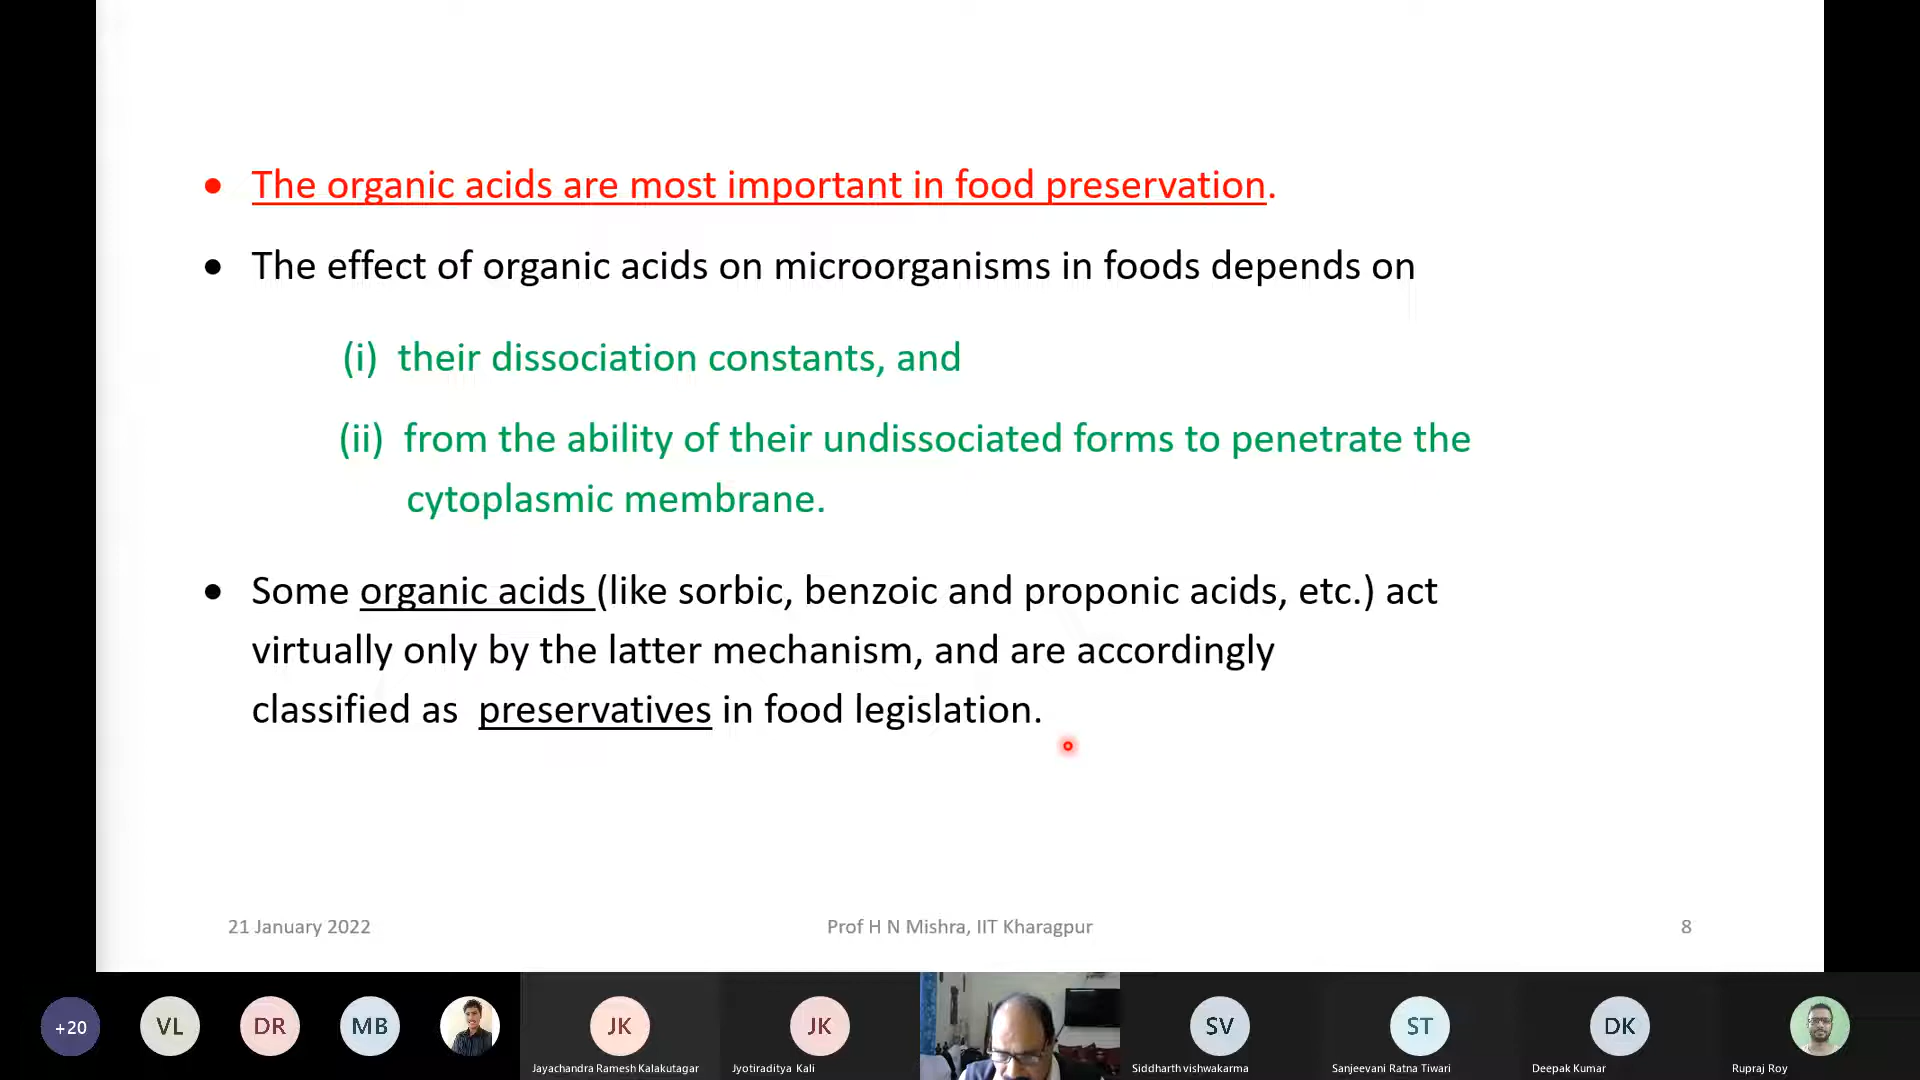 • The organic acids are most important in food preservation.
• The effect of organic acids on microorganisms in foods depends on
(i) their dissociation constants, and
(ii) from the ability of their undissociated forms to penetrate the
cytoplasmic membrane.
• Some organic acids (like sorbic, benzoic and proponic acids, etc.) act
virtually only by the latter mechanism, and are accordingly
classified as preservatives in food legislation.
21 January 2022
Prof H N Mishra, IIT Kharagpur
8
+20
VL
DR
MB
JK
JK
SV
ST
DK
Jayachandra Ramesh Kalakutagar
Jyotiraditya Kali
Siddharth vishwakarma
Sanjeevani Ratna Tiwari
Deepak Kumar
Rupraj Roy